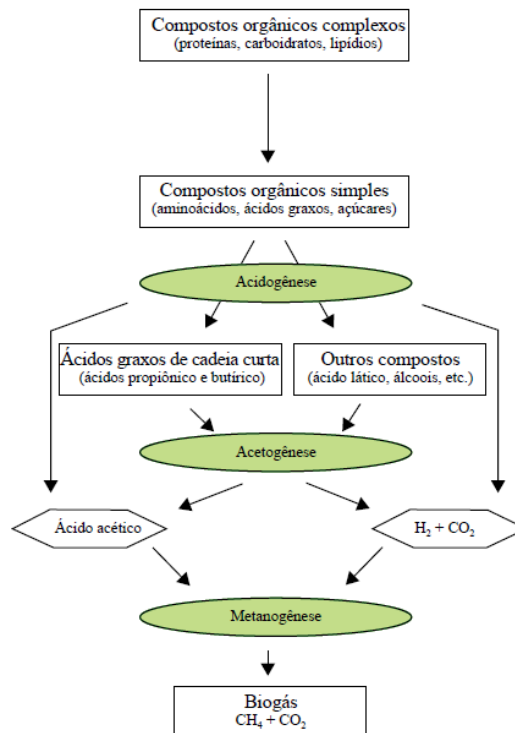 Compostos orgânicos complexos
(proteínas, carboidratos, lipídios)
Compostos orgânicos simples
(aminoácidos, ácidos graxos, açúcares)
Acidogênese
Ácidos graxos de cadeia curta
(ácidos propiônico e butírico)
Outros compostos
(ácido lático, álcoois, etc.)
Acetogênese
Ácido acético
H₂ + CO₂
Metanogênese
Biogás
CH₄ + CO₂